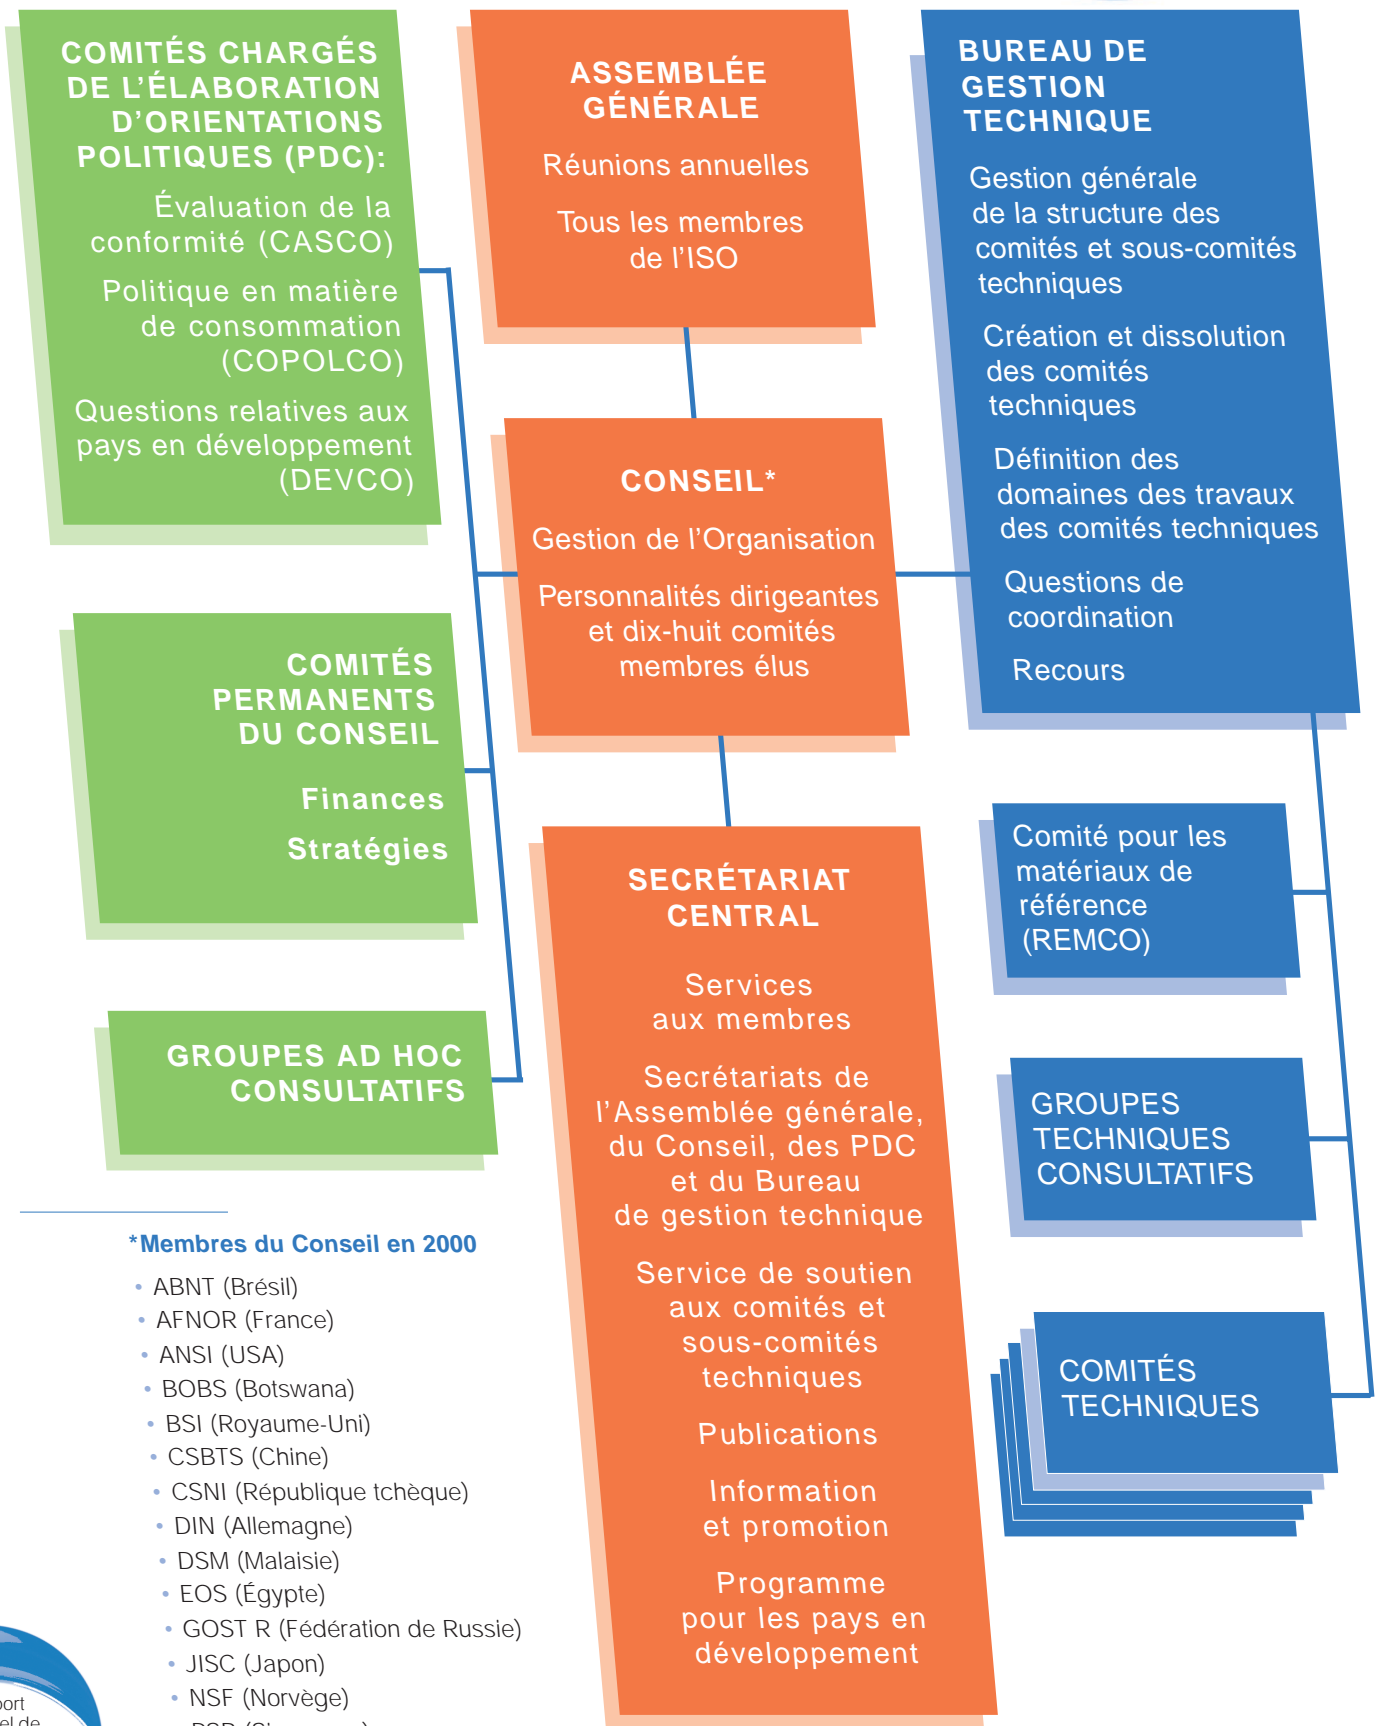 COMITÉS CHARGÉS
DE L’ÉLABORATION
D’ORIENTATIONS
POLITIQUES (PDC):
Évaluation de la
conformité (CASCO)
Politique en matière
de consommation
(COPOLCO)
Questions relatives aux
pays en développement
(DEVCO)
COMITÉS
PERMANENTS
DU CONSEIL
Finances
Stratégies
GROUPES AD HOC
CONSULTATIFS
ASSEMBLÉE
GÉNÉRALE
Réunions annuelles
Tous les membres
de l’ISO
CONSEIL*
Gestion de l’Organisation
Personnalités dirigeantes
et dix-huit comités
membres élus
SECRÉTARIAT
CENTRAL
Services
aux membres
Secrétariats de
l’Assemblée générale,
du Conseil, des PDC
et du Bureau
de gestion technique
Service de soutien
aux comités et
sous-comités
techniques
Publications
Information
et promotion
Programme
pour les pays en
développement
BUREAU DE
GESTION
TECHNIQUE
Gestion générale
de la structure des
comités et sous-comités
techniques
Création et dissolution
des comités
techniques
Définition des
domaines des travaux
des comités techniques
Questions de
coordination
Recours
Comité pour les
matériaux de
référence
(REMCO)
GROUPES
TECHNIQUES
CONSULTATIFS
COMITÉS
TECHNIQUES
*Membres du Conseil en 2000
• ABNT (Brésil)
• AFNOR (France)
• ANSI (USA)
• BOBS (Botswana)
• BSI (Royaume-Uni)
• CSBTS (Chine)
• CSNI (République tchèque)
• DIN (Allemagne)
• DSM (Malaisie)
• EOS (Égypte)
• GOST R (Fédération de Russie)
• JISC (Japon)
• NSF (Norvège)
de